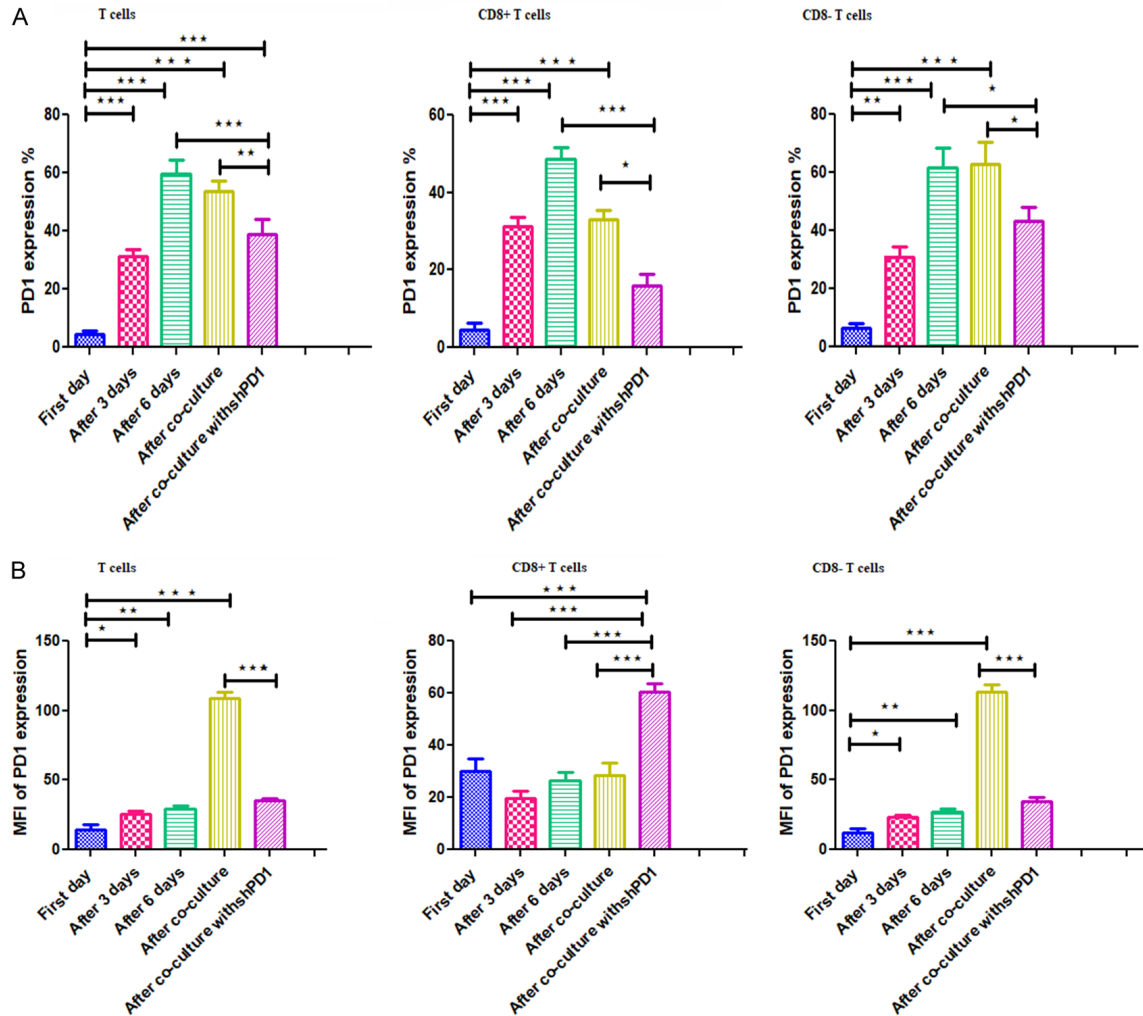 A
T cells
CD8+ T cells
CD8- T cells
★★★
★ ★ ★
★★★
★★★
★★★
★★
★ ★ ★
★★★
★★★
★★★
★
★ ★ ★
★★★
★★
★
★
PD1 expression %
80
60
40
20
0
First day
After 3 days
After 6 days
After co-culture
After co-culture withshPD1
PD1 expression %
60
40
20
0
First day
After 3 days
After 6 days
After co-culture
After co-culture withshPD1
PD1 expression %
80
60
40
20
0
First day
After 3 days
After 6 days
After co-culture
After co-culture withshPD1
B
T cells
CD8+ T cells
CD8- T cells
★ ★ ★
★★
★
★★★
★ ★ ★
★★★
★★★
★★★
★★★
★★★
★★
★
MFI of PD1 expression
150
100
50
0
First day
After 3 days
After 6 days
After co-culture
After co-culture withshPD1
MFI of PD1 expression
80
60
40
20
0
First day
After 3 days
After 6 days
After co-culture
After co-culture withshPD1
MFI of PD1 expression
150
100
50
0
First day
After 3 days
After 6 days
After co-culture
After co-culture withshPD1